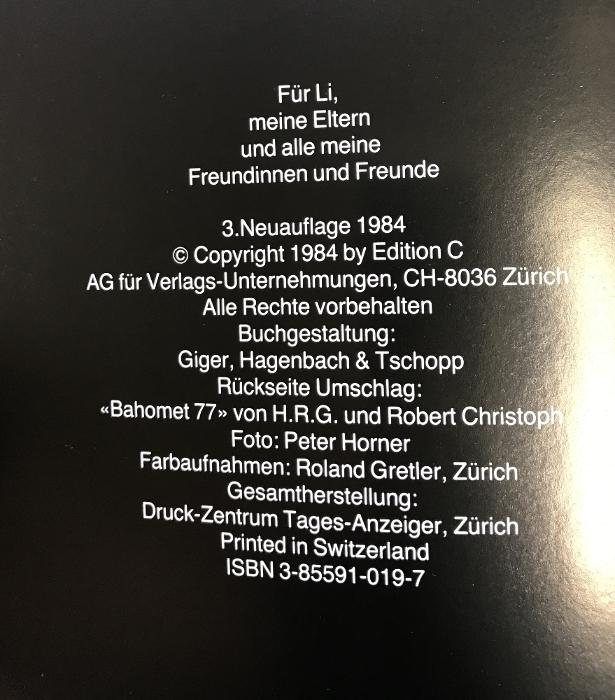 Für Li,
meine Eltern
und alle meine
Freundinnen und Freunde
3.Neuauflage 1984
© Copyright 1984 by Edition C
AG für Verlags-Unternehmungen, CH-8036 Zürich
Alle Rechte vorbehalten
Buchgestaltung:
Giger, Hagenbach & Tschopp
Rückseite Umschlag:
«Bahomet 77» von H.R.G. und Robert Christoph
Foto: Peter Horner
Farbaufnahmen: Roland Gretler, Zürich
Gesamtherstellung:
Druck-Zentrum Tages-Anzeiger, Zürich
Printed in Switzerland
ISBN 3-85591-019-7